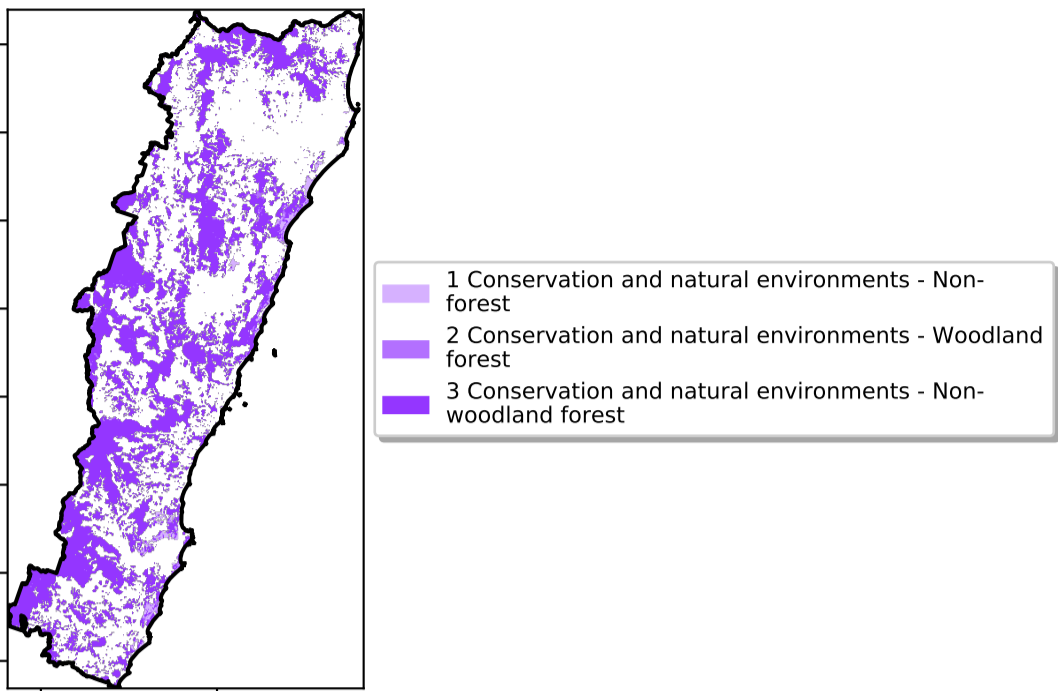 1 Conservation and natural environments - Non-
forest
2 Conservation and natural environments - Woodland
forest
3 Conservation and natural environments - Non-
woodland forest